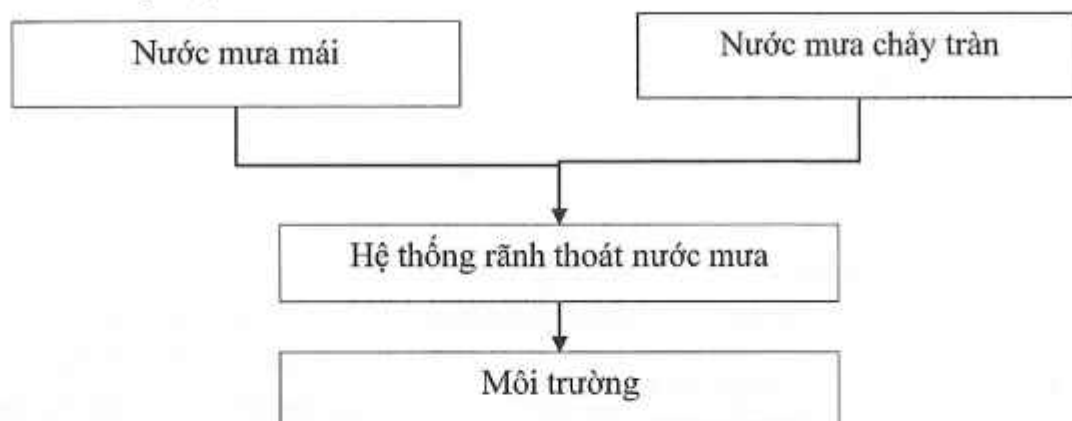 Nước mưa mái
Nước mưa chảy tràn
Hệ thống rãnh thoát nước mưa
Môi trường